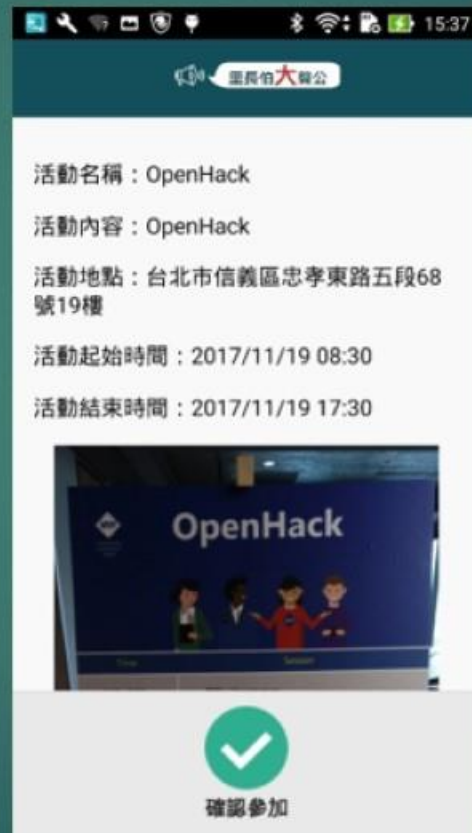 15:37
里長伯大聲公
活動名稱：OpenHack
活動內容：OpenHack
活動地點：台北市信義區忠孝東路五段68
號19樓
活動起始時間：2017/11/19 08:30
活動結束時間：2017/11/19 17:30
OpenHack
Time Session
確認參加